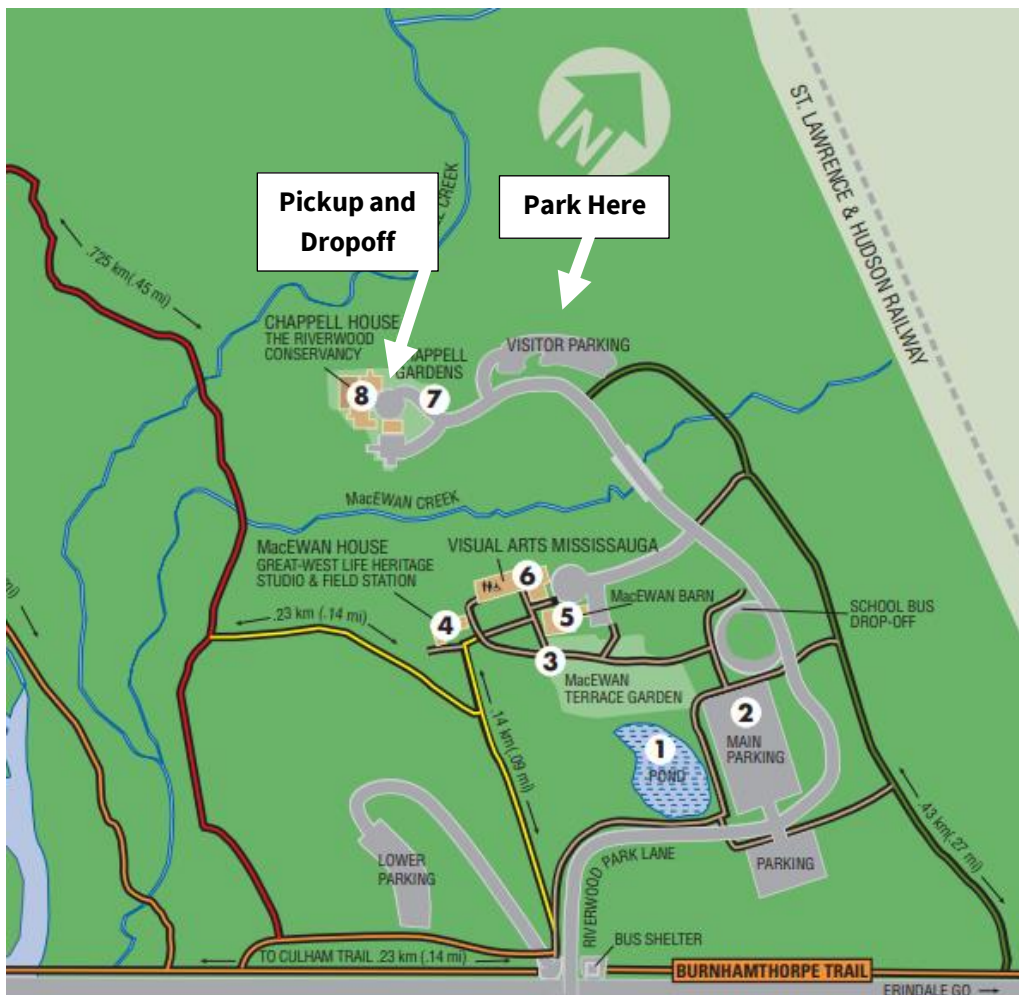 ST. LAWRENCE & HUDSON RAILWAY
N
Pickup and
Dropoff
Park Here
CREEK
.725 km(.45 mi)
CHAPPELL HOUSE
THE RIVERWOOD
CONSERVANCY
GARDENS
VISITOR PARKING
8
7
MacEWAN CREEK
MacEWAN HOUSE
GREAT-WEST LIFE HERITAGE
STUDIO & FIELD STATION
VISUAL ARTS MISSISSAUGA
6
MacEWAN BARN
5
4
3
SCHOOL BUS
DROP-OFF
.23 km (.14 mi)
MacEWAN
TERRACE GARDEN
2
MAIN
PARKING
1
POND
.14 km(.09 mi)
.43 km(.27 mi)
LOWER
PARKING
RIVERWOOD PARK LANE
PARKING
BUS SHELTER
TO CULHAM TRAIL .23 km (.14 mi)
BURNHAMTHORPE TRAIL
ERINDALE GO